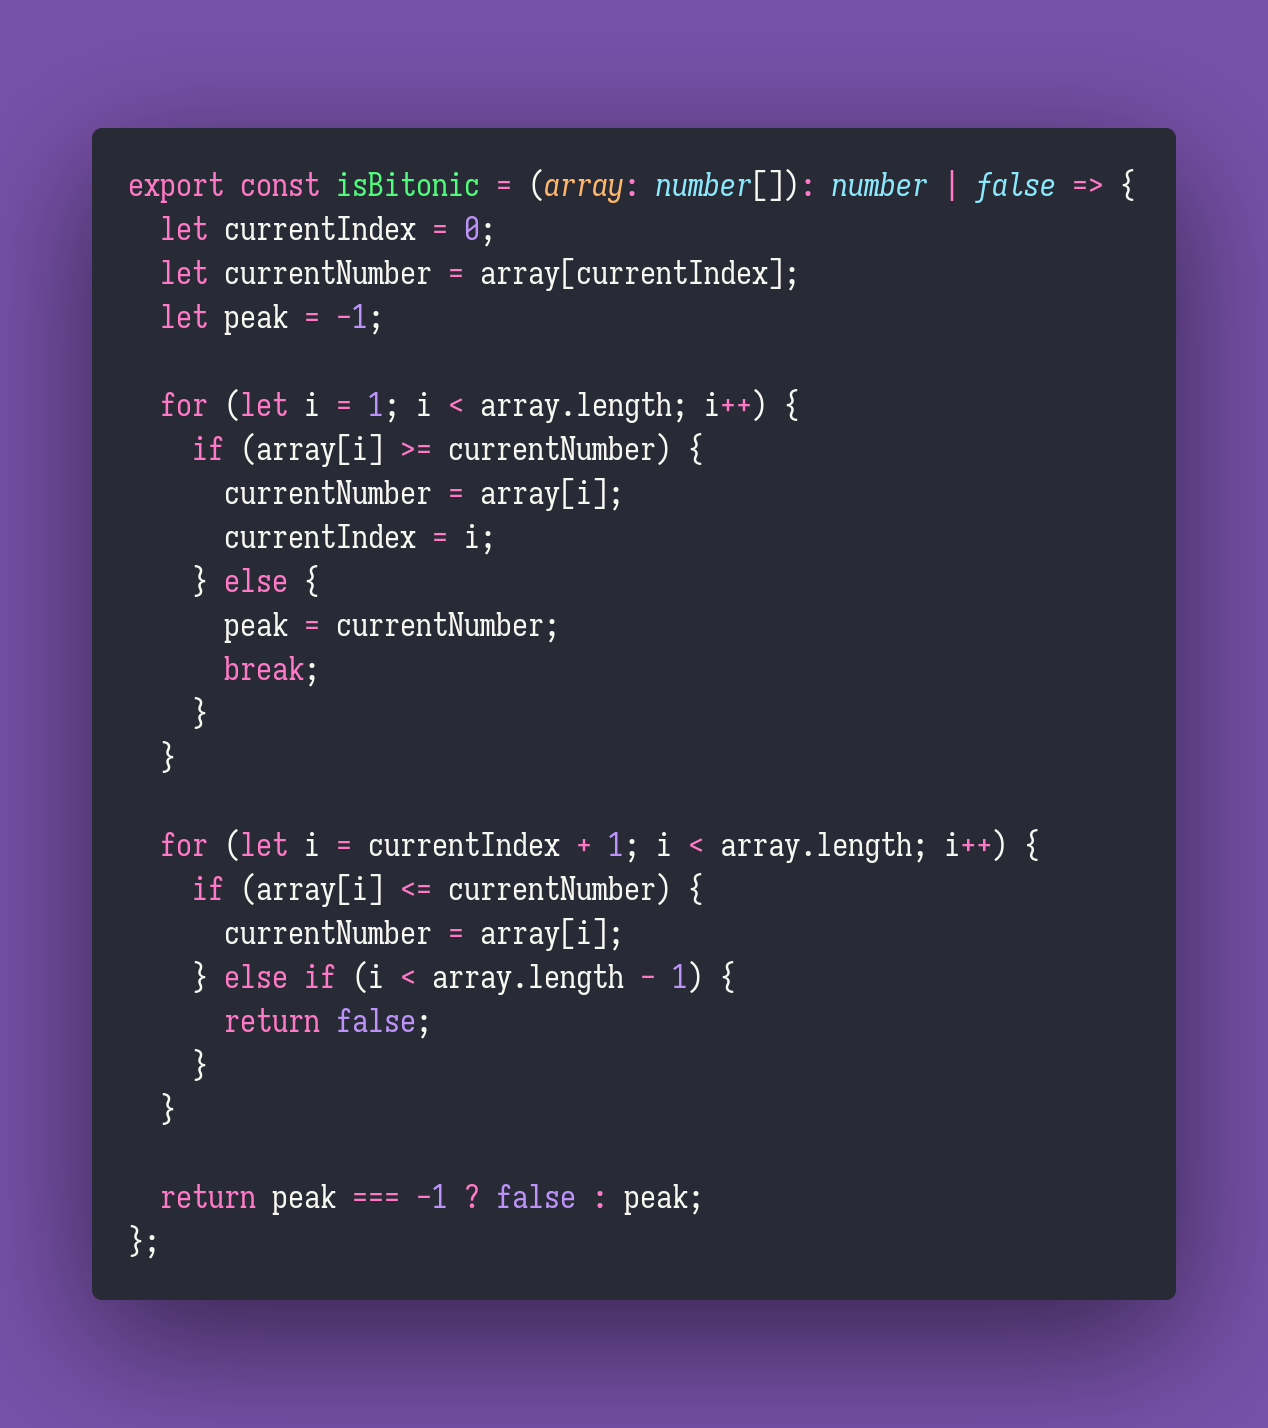 export const isBitonic = (array: number[]): number | false => {
  let currentIndex = 0;
  let currentNumber = array[currentIndex];
  let peak = -1;

  for (let i = 1; i < array.length; i++) {
    if (array[i] >= currentNumber) {
      currentNumber = array[i];
      currentIndex = i;
    } else {
      peak = currentNumber;
      break;
    }
  }

  for (let i = currentIndex + 1; i < array.length; i++) {
    if (array[i] <= currentNumber) {
      currentNumber = array[i];
    } else if (i < array.length - 1) {
      return false;
    }
  }

  return peak === -1 ? false : peak;
};